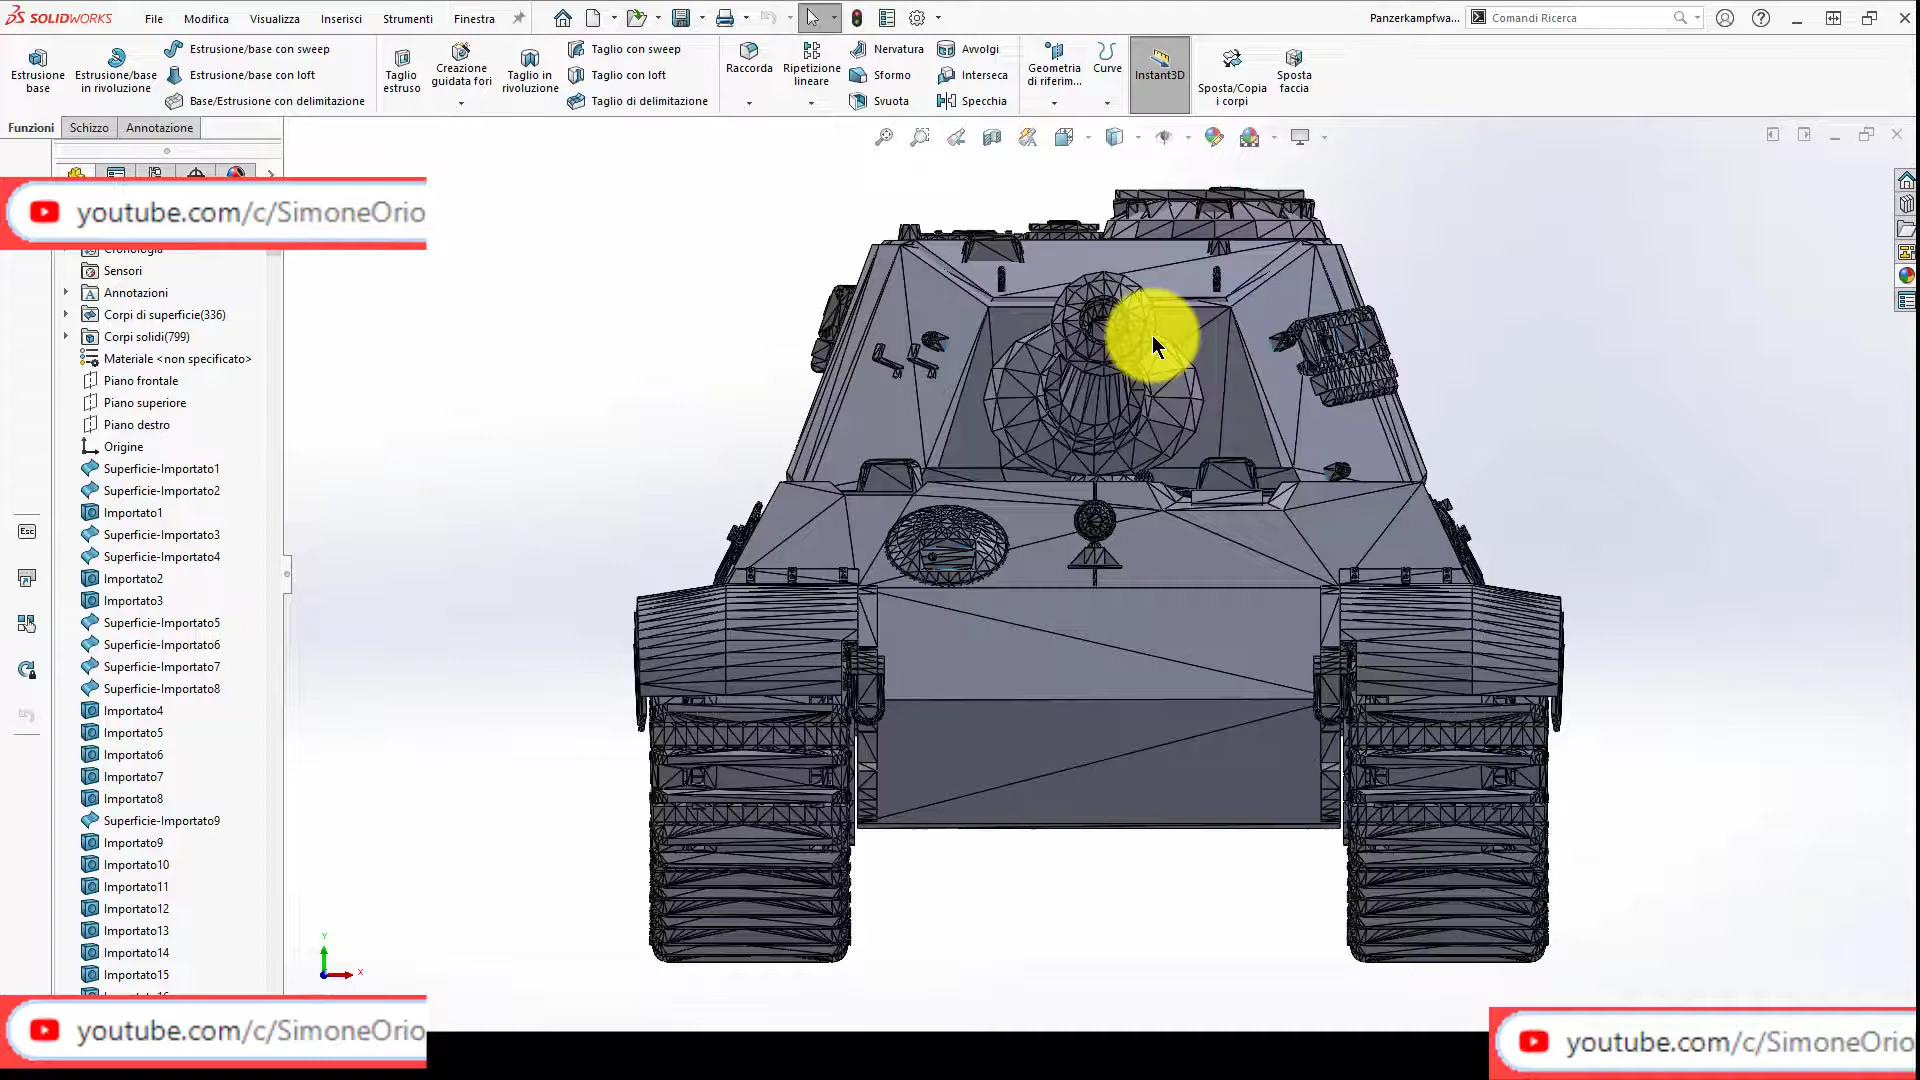 SOLIDWORKS
File
Modifica
Visualizza
Inserisci
Strumenti
Finestra
Panzerkampfwa...
Comandi Ricerca
Estrusione base
Estrusione/base in rivoluzione
Estrusione/base con sweep
Estrusione/base con loft
Base/Estrusione con delimitazione
Taglio estruso
Creazione guidata fori
Taglio in rivoluzione
Taglio con sweep
Taglio con loft
Taglio di delimitazione
Raccorda
Ripetizione lineare
Nervatura
Sformo
Svuota
Avvolgi
Interseca
Specchia
Geometria di riferim...
Curve
Instant3D
Sposta/Copia i corpi
Sposta faccia
Funzioni
Schizzo
Annotazione
youtube.com/c/SimoneOrio
Cronologia
Sensori
Annotazioni
Corpi di superficie(336)
Corpi solidi(799)
Materiale <non specificato>
Piano frontale
Piano superiore
Piano destro
Origine
Superficie-Importato1
Superficie-Importato2
Importato1
Superficie-Importato3
Superficie-Importato4
Importato2
Importato3
Superficie-Importato5
Superficie-Importato6
Superficie-Importato7
Superficie-Importato8
Importato4
Importato5
Importato6
Importato7
Importato8
Superficie-Importato9
Importato9
Importato10
Importato11
Importato12
Importato13
Importato14
Importato15
Esc
Y
X
youtube.com/c/SimoneOrio
youtube.com/c/SimoneOrio